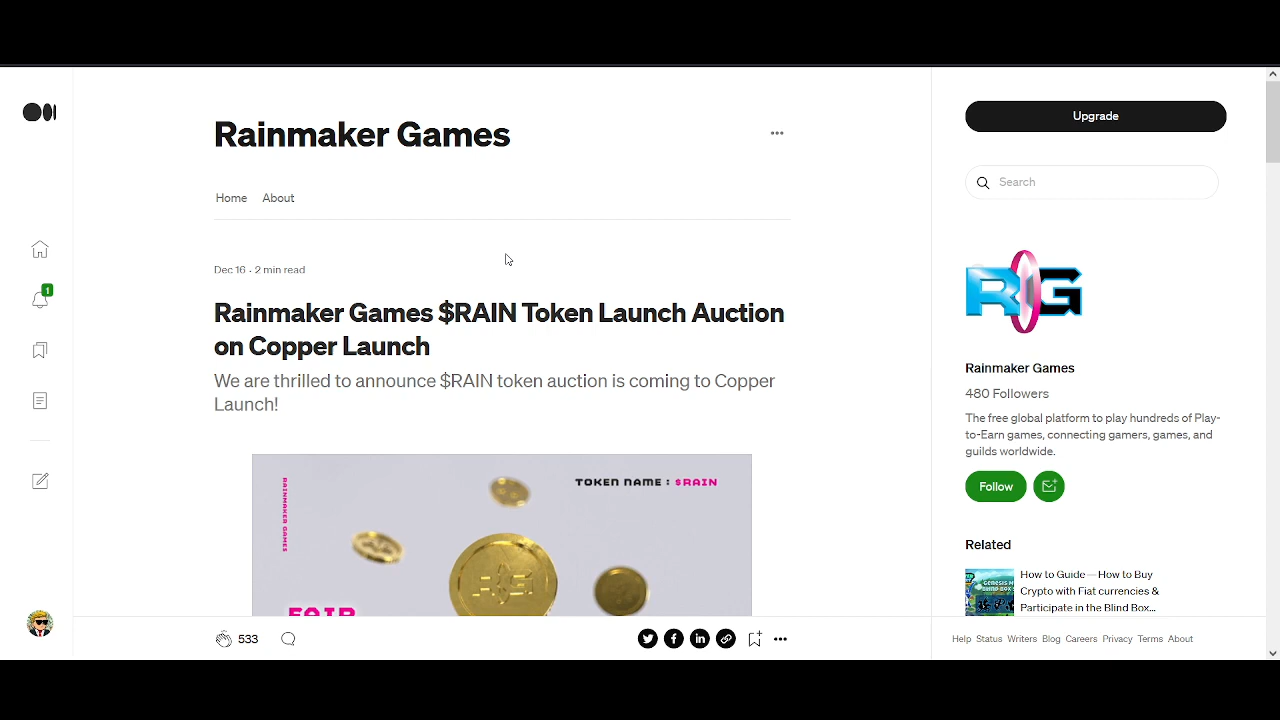 Rainmaker Games
Home About
Dec 16 · 2 min read
Rainmaker Games $RAIN Token Launch Auction
on Copper Launch
We are thrilled to announce $RAIN token auction is coming to Copper
Launch!
RAINMAKER GAMES
TOKEN NAME : $RAIN
RG
FAIR
533
1
Upgrade
Search
RG
Rainmaker Games
480 Followers
The free global platform to play hundreds of Play-
to-Earn games, connecting gamers, games, and
guilds worldwide.
Follow
Related
How to Guide — How to Buy
Crypto with Fiat currencies &
Participate in the Blind Box...
Help Status Writers Blog Careers Privacy Terms About